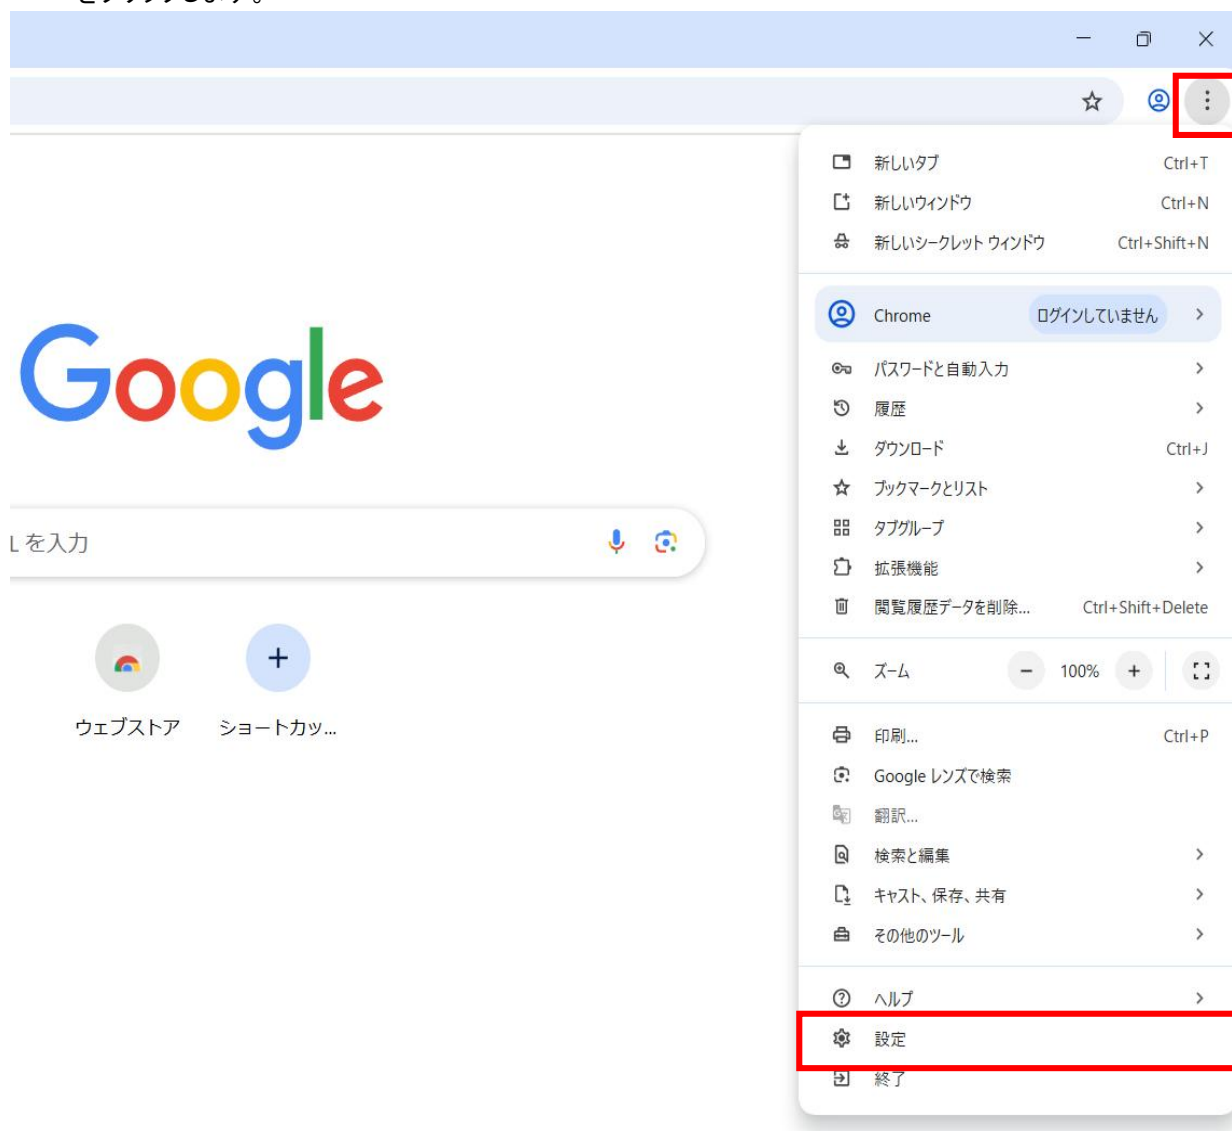 をクリックします。
新しいタブ Ctrl+T
新しいウィンドウ Ctrl+N
新しいシークレット ウィンドウ Ctrl+Shift+N
Chrome ログインしていません
Google
パスワードと自動入力
履歴
ダウンロード Ctrl+J
ブックマークとリスト
タブグループ
L を入力
拡張機能
閲覧履歴データを削除... Ctrl+Shift+Delete
ズーム - 100% +
ウェブストア ショートカッ...
印刷... Ctrl+P
Google レンズで検索
翻訳...
検索と編集
キャスト、保存、共有
その他のツール
ヘルプ
設定
終了